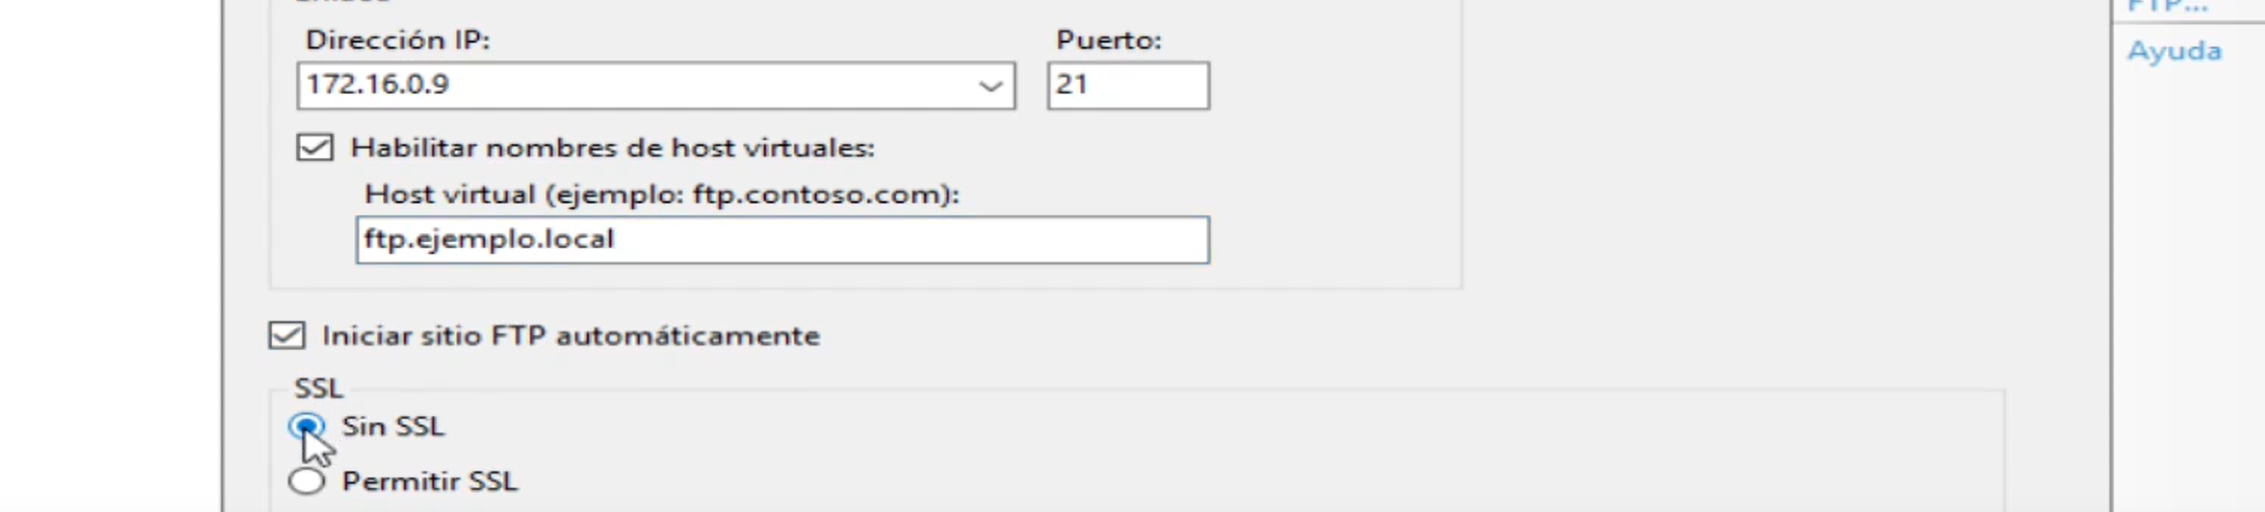 FTP...
Ayuda
Dirección IP:
Puerto:
172.16.0.9
21
Habilitar nombres de host virtuales:
Host virtual (ejemplo: ftp.contoso.com):
ftp.ejemplo.local
Iniciar sitio FTP automáticamente
SSL
Sin SSL
Permitir SSL